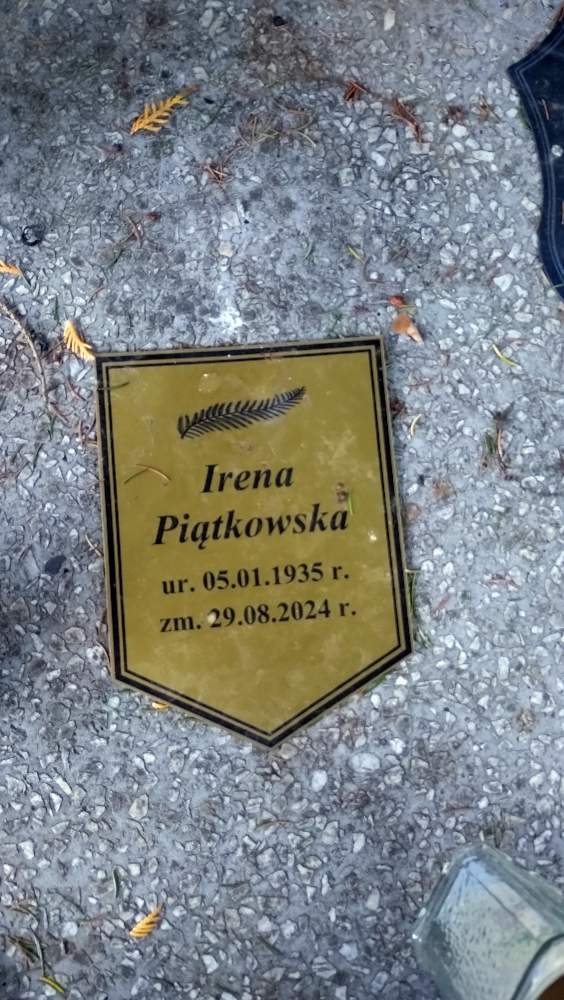 Irena
Piątkowska
ur. 05.01.1935 r.
zm. 29.08.2024 r.